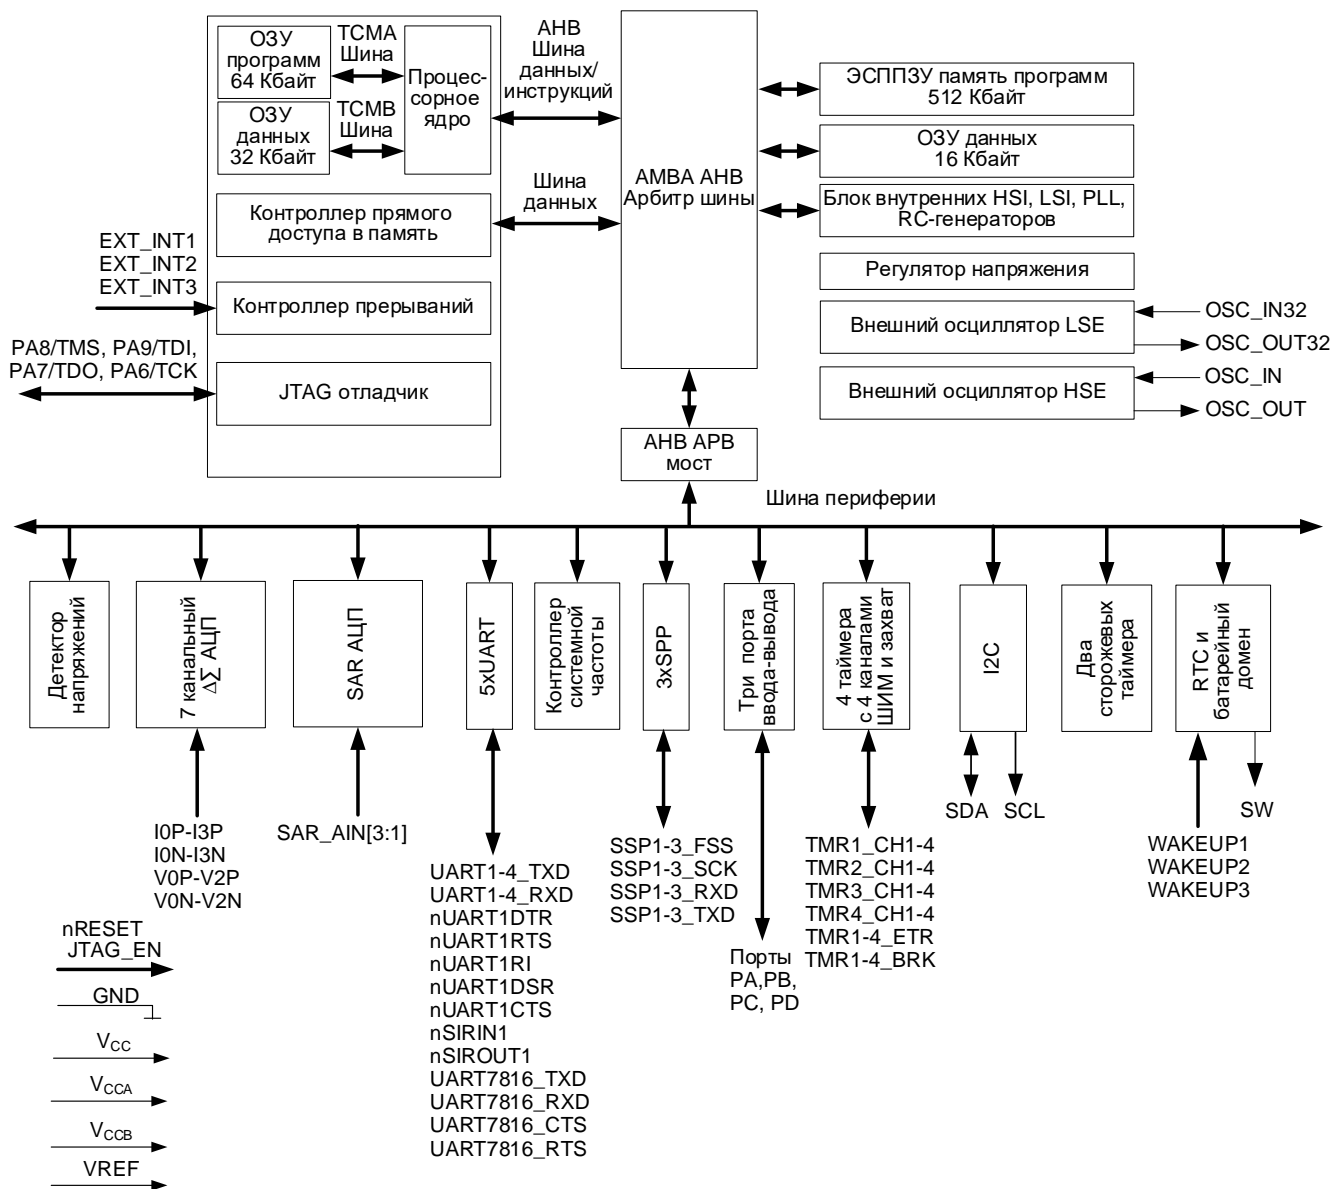 ОЗУ
программ
64 Кбайт
TCMA
Шина
ОЗУ
данных
32 Кбайт
TCMB
Шина
Процес-
сорное
ядро
Контроллер прямого
доступа в память
Контроллер прерываний
JTAG отладчик
EXT_INT1
EXT_INT2
EXT_INT3
PA8/TMS, PA9/TDI,
PA7/TDO, PA6/TCK
AHB
Шина
данных/
инструкций
Шина
данных
AMBA AHB
Арбитр шины
AHB APB
мост
ЭСППЗУ память программ
512 Кбайт
ОЗУ данных
16 Кбайт
Блок внутренних HSI, LSI, PLL,
RC-генераторов
Регулятор напряжения
Внешний осциллятор LSE
Внешний осциллятор HSE
OSC_IN32
OSC_OUT32
OSC_IN
OSC_OUT
Шина периферии
Детектор
напряжений
7 канальный
ΔΣ АЦП
SAR АЦП
5xUART
Контроллер
системной
частоты
3xSPP
Три порта
ввода-вывода
4 таймера
с 4 каналами
ШИМ и захват
I2C
Два
сторожевых
таймера
RTC и
батарейный
домен
I0P-I3P
I0N-I3N
V0P-V2P
V0N-V2N
SAR_AIN[3:1]
UART1-4_TXD
UART1-4_RXD
nUART1DTR
nUART1RTS
nUART1RI
nUART1DSR
nUART1CTS
nSIRIN1
nSIROUT1
UART7816_TXD
UART7816_RXD
UART7816_CTS
UART7816_RTS
SSP1-3_FSS
SSP1-3_SCK
SSP1-3_RXD
SSP1-3_TXD
Порты
PA,PB,
PC, PD
TMR1_CH1-4
TMR2_CH1-4
TMR3_CH1-4
TMR4_CH1-4
TMR1-4_ETR
TMR1-4_BRK
SDA
SCL
WAKEUP1
WAKEUP2
WAKEUP3
SW
nRESET
JTAG_EN
GND
VCC
VCCA
VCCB
VREF